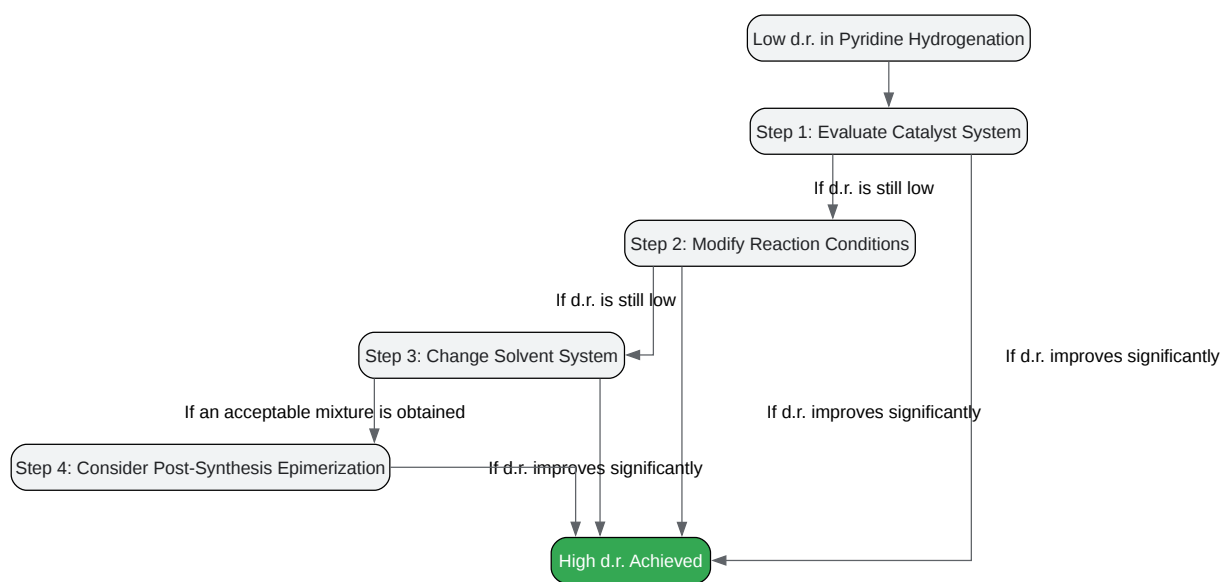 Low d.r. in Pyridine Hydrogenation
Step 1: Evaluate Catalyst System
If d.r. is still low
Step 2: Modify Reaction Conditions
If d.r. is still low
Step 3: Change Solvent System
If d.r. improves significantly
If an acceptable mixture is obtained
If d.r. improves significantly
Step 4: Consider Post-Synthesis Epimerization
If d.r. improves significantly
High d.r. Achieved